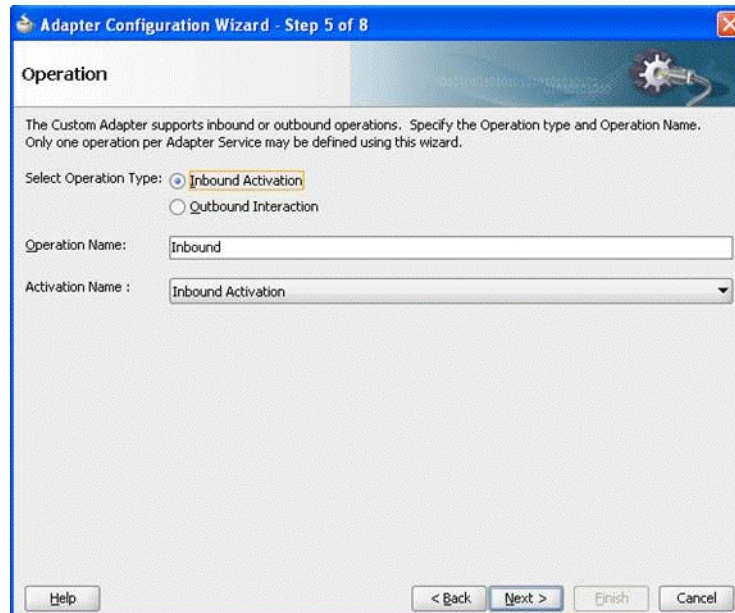 Adapter Configuration Wizard - Step 5 of 8
Operation
The Custom Adapter supports inbound or outbound operations. Specify the Operation type and Operation Name.
Only one operation per Adapter Service may be defined using this wizard.
Select Operation Type: Inbound Activation
Outbound Interaction
Operation Name: Inbound
Activation Name : Inbound Activation
Help < Back Next > Finish Cancel